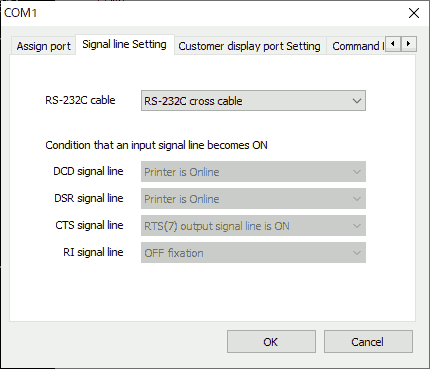 COM1
Assign port
Signal line Setting
Customer display port Setting
Command
RS-232C cable
RS-232C cross cable
Condition that an input signal line becomes ON
DCD signal line
Printer is Online
DSR signal line
Printer is Online
CTS signal line
RTS(7) output signal line is ON
RI signal line
OFF fixation
OK
Cancel